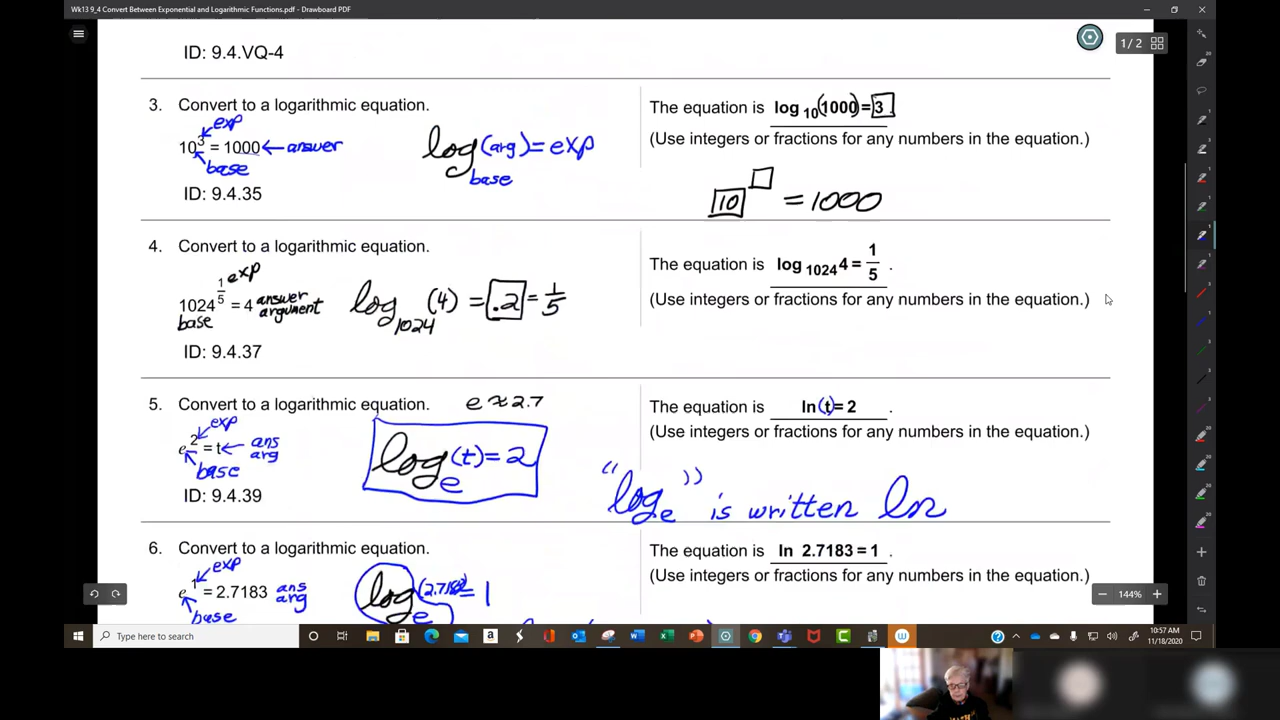 Wk13 9_4 Convert Between Exponential and Logarithmic Functions.pdf - Drawboard PDF
1 / 2
ID: 9.4.VQ-4
3. Convert to a logarithmic equation.
exp
10³ = 1000 ← answer
base
ID: 9.4.35
log base (arg) = exp
The equation is log 10 (1000) = 3.
(Use integers or fractions for any numbers in the equation.)
10 = 1000
4. Convert to a logarithmic equation.
exp
1024^1/5 = 4 answer
base argument
ID: 9.4.37
log 1024 (4) = .2 = 1/5
The equation is log 1024 4 = 1/5 .
(Use integers or fractions for any numbers in the equation.)
5. Convert to a logarithmic equation.
e ≈ 2.7
exp
e² = t ← ans
arg
base
ID: 9.4.39
log e (t) = 2
The equation is ln (t) = 2 .
(Use integers or fractions for any numbers in the equation.)
"log e" is written ln
6. Convert to a logarithmic equation.
exp
e¹ = 2.7183 ans
arg
base
log e (2.7183) = 1
The equation is ln 2.7183 = 1 .
(Use integers or fractions for any numbers in the equation.)
144%
Type here to search
10:57 AM
11/18/2020